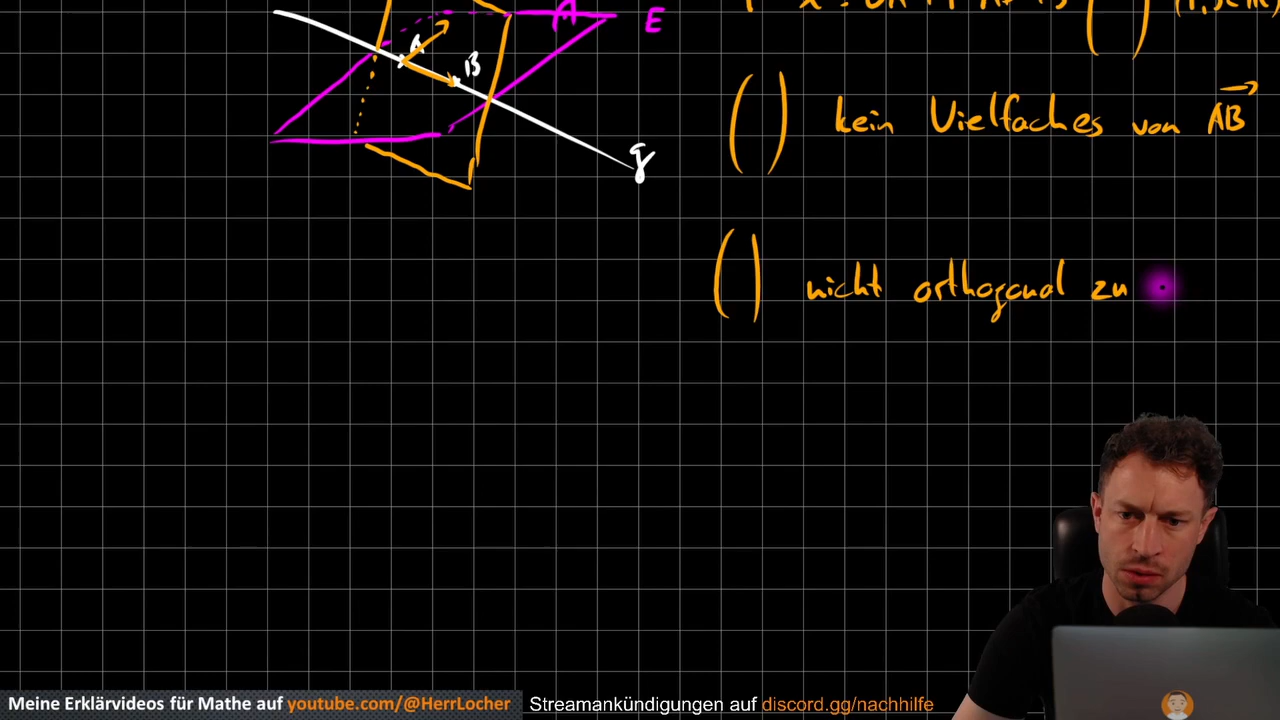 E
A
B
g
( ) kein Vielfaches von AB
( ) nicht orthogonal zu
Meine Erklärvideos für Mathe auf youtube.com/@HerrLocher
Streamankündigungen auf discord.gg/nachhilfe